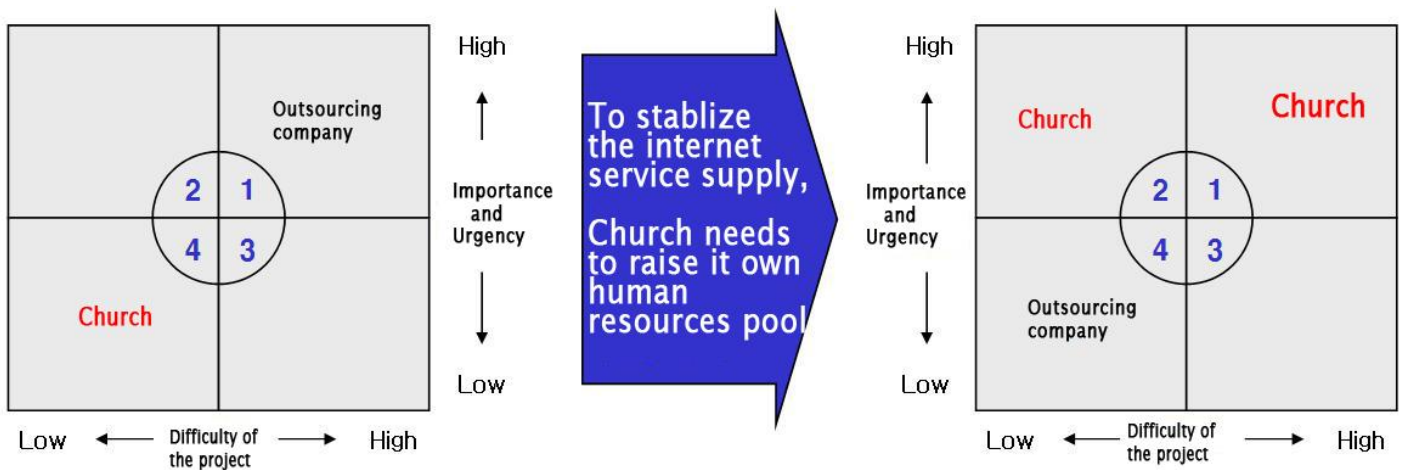 Outsourcing
company
2
1
4
3
Church
High
Importance
and
Urgency
Low
Low
Difficulty of
the project
High
To stablize
the internet
service supply,
Church needs
to raise it own
human
resources pool
High
Importance
and
Urgency
Low
Church
Church
2
1
4
3
Outsourcing
company
Low
Difficulty of
the project
High